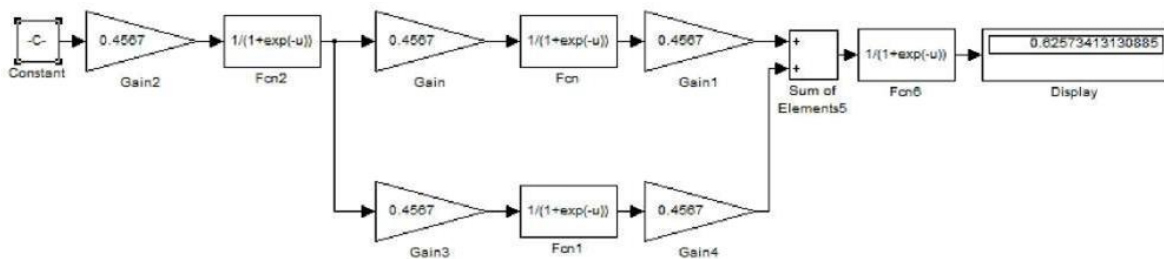 -C-
Constant
0.4567
Gain2
1/(1+exp(-u))
Fcn2
0.4567
Gain
1/(1+exp(-u))
Fcn
0.4567
Gain1
+
+
Sum of
Elements5
1/(1+exp(-u))
Fcn6
0.62573413130885
Display
0.4567
Gain3
1/(1+exp(-u))
Fcn1
0.4567
Gain4